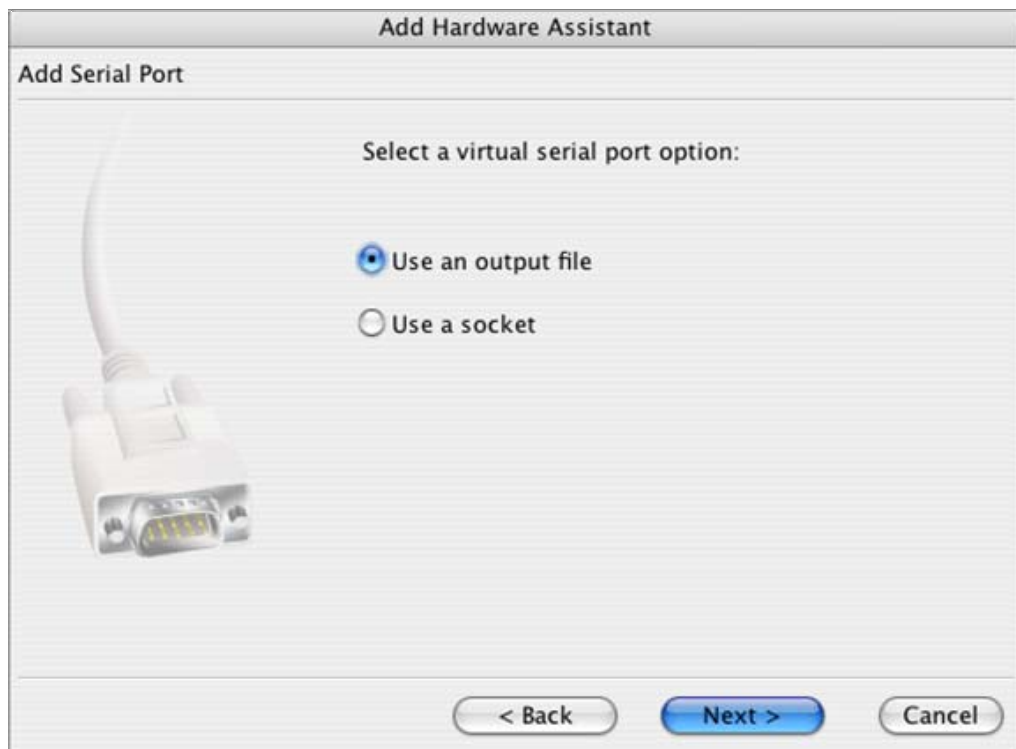 Add Hardware Assistant
Add Serial Port
Select a virtual serial port option:
Use an output file
Use a socket
< Back
Next >
Cancel